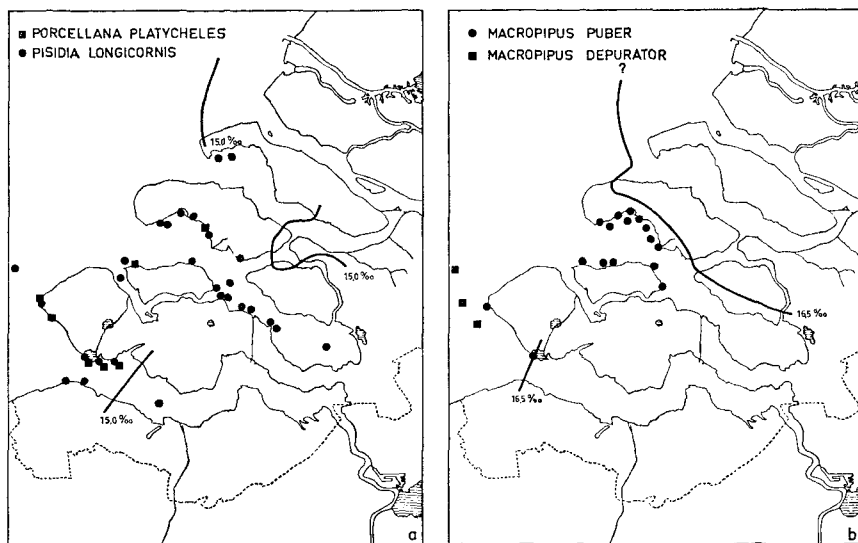 PORCELLANA PLATYCHELES
PISIDIA LONGICORNIS
15,0 ‰
15,0 ‰
15,0 ‰
a
MACROPIPUS PUBER
MACROPIPUS DEPURATOR
?
16,5 ‰
16,5 ‰
b